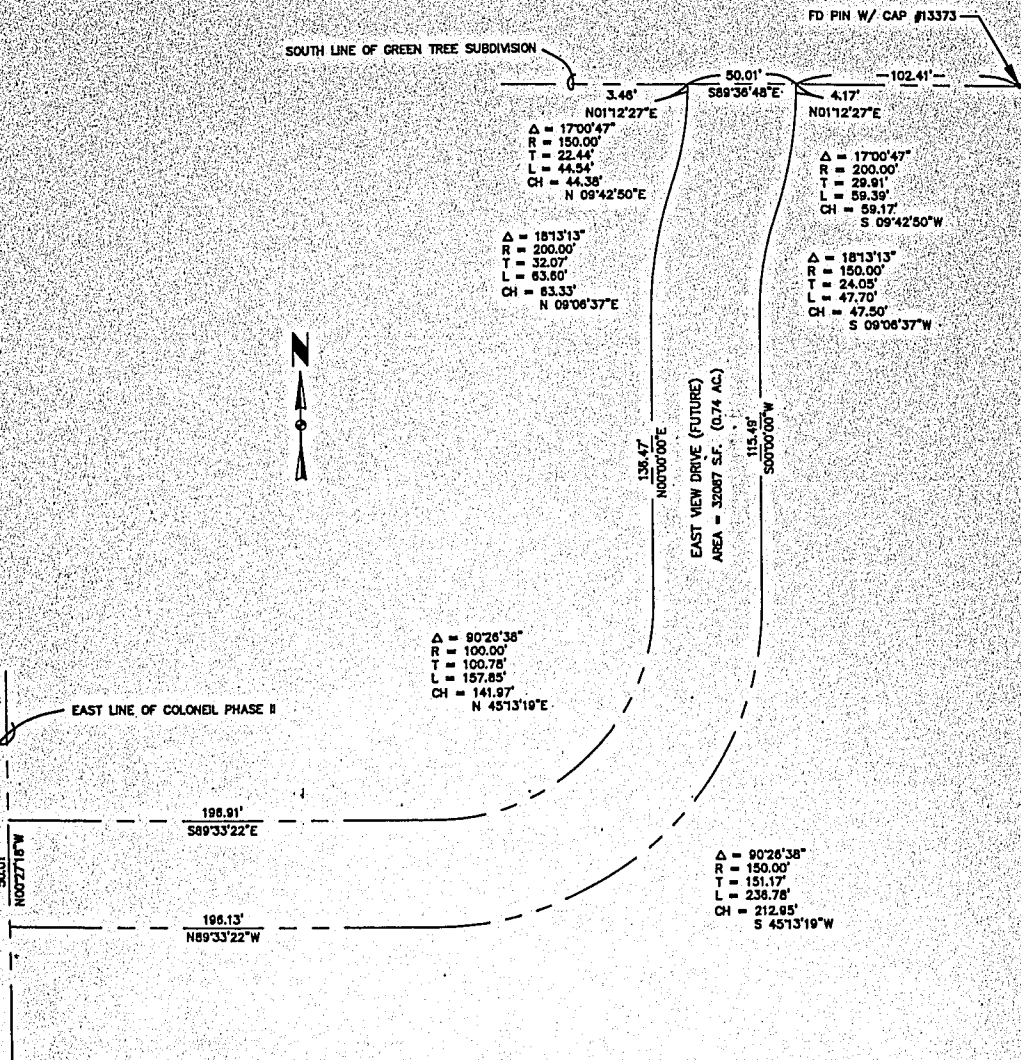 FD PIN W/ CAP #13373
SOUTH LINE OF GREEN TREE SUBDIVISION
50.01'
102.41'
3.46'
S89°36'48"E
4.17'
N01°12'27"E
N01°12'27"E
Δ = 17°00'47"
R = 150.00'
T = 22.44'
L = 44.54'
CH = 44.38'
N 09°42'50"E
Δ = 17°00'47"
R = 200.00'
T = 29.91'
L = 59.39'
CH = 59.17'
S 09°42'50"W
Δ = 18°13'13"
R = 200.00'
T = 32.07'
L = 63.60'
CH = 63.33'
N 09°06'37"E
Δ = 18°13'13"
R = 150.00'
T = 24.05'
L = 47.70'
CH = 47.50'
S 09°06'37"W
N
136.47'
N00°00'00"E
EAST VIEW DRIVE (FUTURE)
AREA = 32087 S.F. (0.74 AC.)
115.49'
S00°00'00"W
Δ = 90°26'38"
R = 100.00'
T = 100.78'
L = 157.85'
CH = 141.97'
N 45°13'19"E
EAST LINE OF COLONEIL PHASE II
196.91'
S89°33'22"E
50.01'
N00°27'18"W
196.13'
N89°33'22"W
Δ = 90°26'38"
R = 150.00'
T = 151.17'
L = 236.78'
CH = 212.95'
S 45°13'19"W